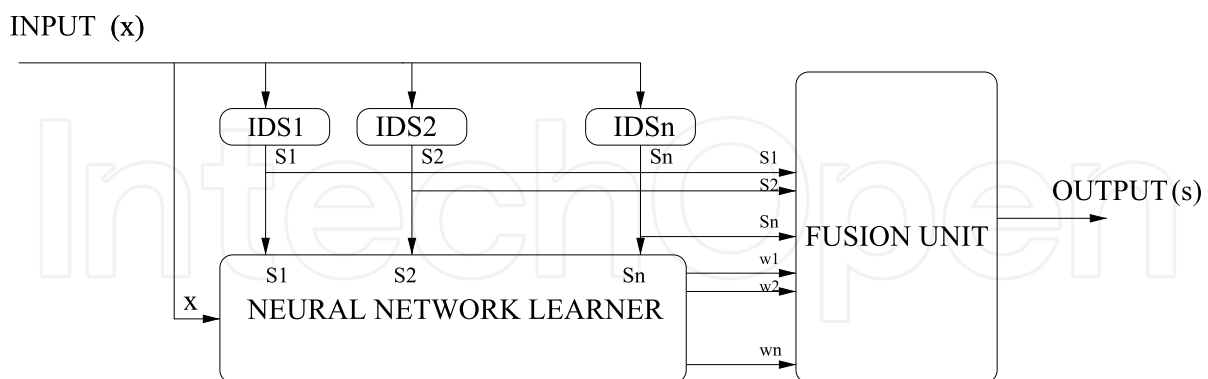 INPUT (x)
IDS1 IDS2 IDSn
S1 S2 Sn
S1
S2
Sn
OUTPUT(s)
FUSION UNIT
S1 S2 Sn
w1
w2
x
NEURAL NETWORK LEARNER
wn
IntechOpen